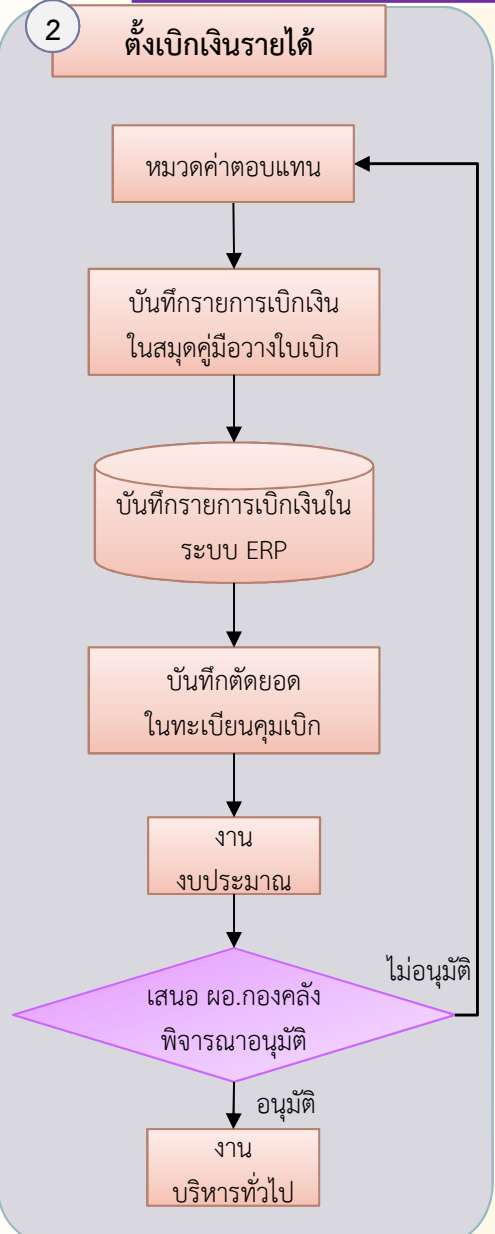 2
ตั้งเบิกเงินรายได้
หมวดค่าตอบแทน
บันทึกรายการเบิกเงิน
ในสมุดคู่มือวางใบเบิก
บันทึกรายการเบิกเงินใน
ระบบ ERP
บันทึกตัดยอด
ในทะเบียนคุมเบิก
งาน
งบประมาณ
ไม่อนุมัติ
เสนอ ผอ.กองคลัง
พิจารณาอนุมัติ
อนุมัติ
งาน
บริหารทั่วไป